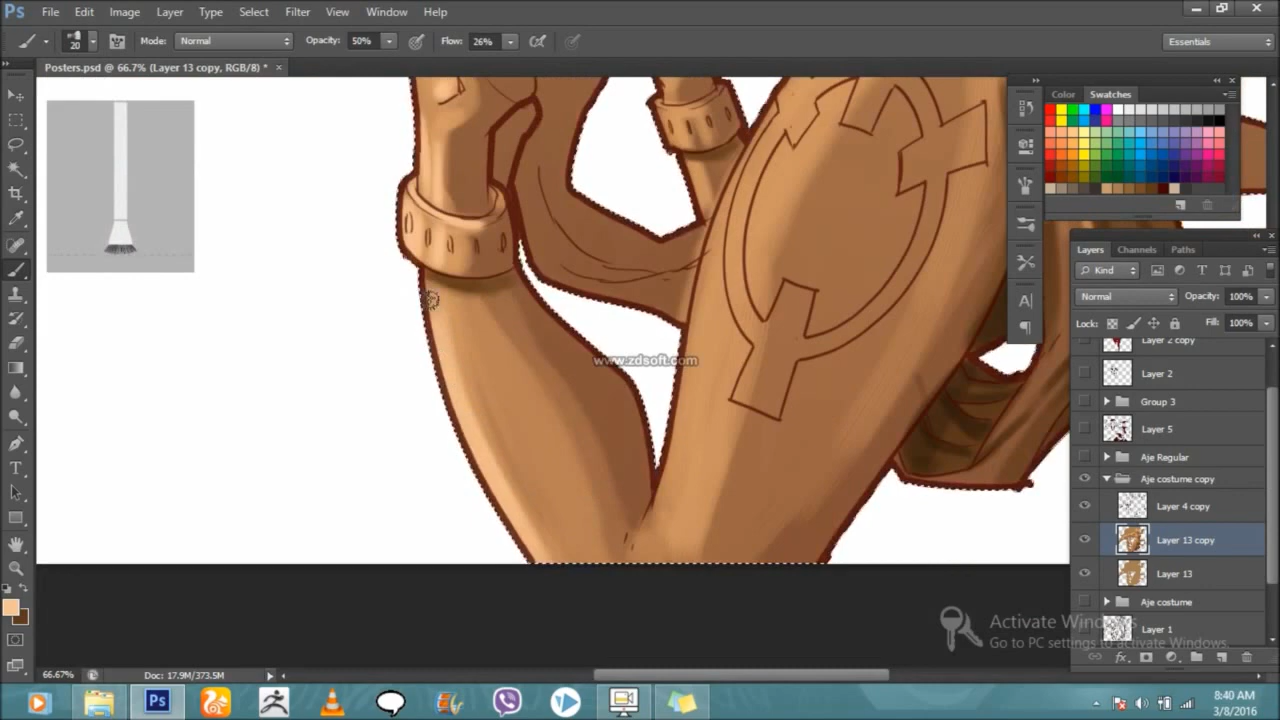 Ps File Edit Image Layer Type Select Filter View Window Help
20 Mode: Normal Opacity: 50% Flow: 26% Essentials
Posters.psd @ 66.7% (Layer 13 copy, RGB/8) * ×
Color Swatches
Layers Channels Paths
Kind
Normal Opacity: 100%
Lock: Fill: 100%
Layer 2 copy
Layer 2
Group 3
Layer 5
Aje Regular
Aje costume copy
Layer 4 copy
Layer 13 copy
Layer 13
Aje costume
Layer 1
www.zdsoft.com
Activate Windows
Go to PC settings to activate Windows.
66.67% Doc: 17.9M/373.5M
Ps
8:40 AM
3/8/2016